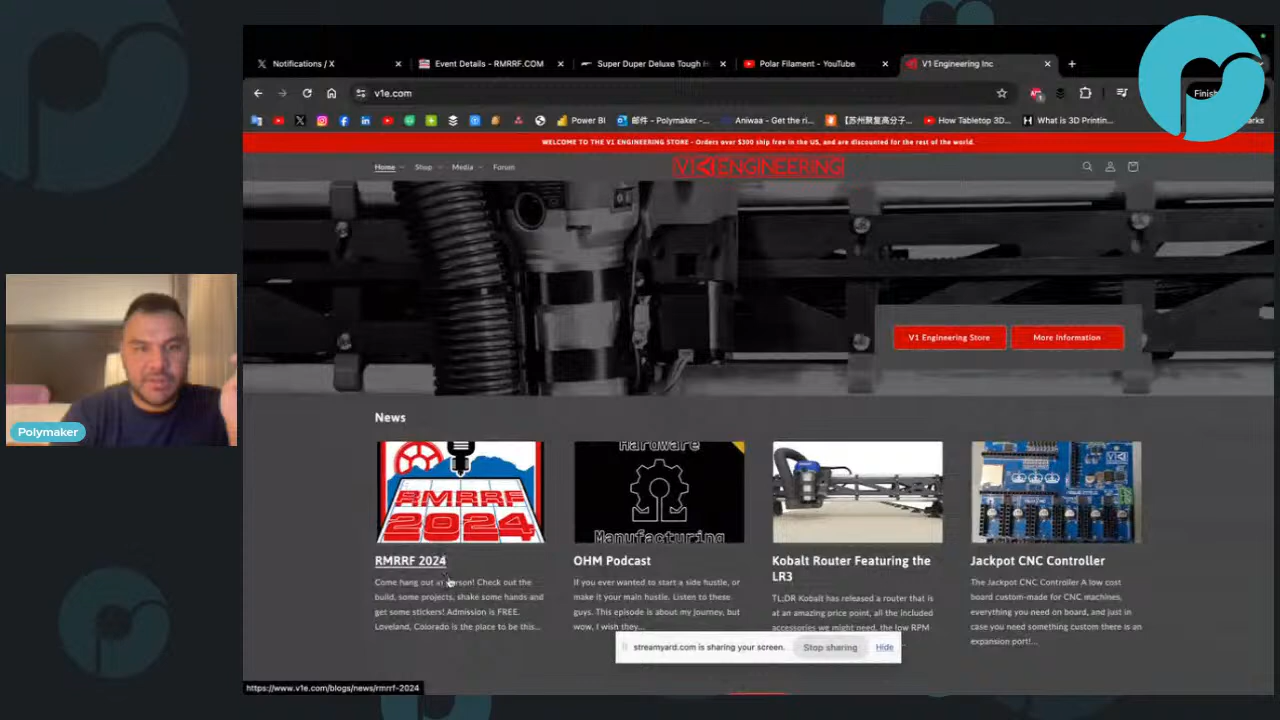 Notifications / X
Event Details - RMRRF.COM
Super Duper Deluxe Tough
Polar Filament - YouTube
V1 Engineering Inc
v1e.com
Finish
Power BI
邮件 - Polymaker -...
Aniwaa - Get the ri...
【苏州聚复高分子...
How Tabletop 3D...
What is 3D Printin...
WELCOME TO THE V1 ENGINEERING STORE - Orders over $300 ship free in the US, and are discounted for the rest of the world.
Home
Shop
Media
Forum
V1 ENGINEERING
V1 Engineering Store
More Information
News
RMRRF
2024
Hardware
Manufacturing
RMRRF 2024
Come hang out in person! Check out the
build, some projects, shake some hands and
get some stickers! Admission is FREE.
Loveland, Colorado is the place to be this...
OHM Podcast
If you ever wanted to start a side hustle, or
make it your main hustle. Listen to these
guys. This episode is about my journey, but
wow, I wish they...
Kobalt Router Featuring the
LR3
TL;DR Kobalt has released a router that is
at an amazing price point, all the included
accessories we might need, the low RPM
Jackpot CNC Controller
The Jackpot CNC Controller A low cost
board custom-made for CNC machines,
everything you need on board, and just in
case you need something custom there is an
expansion port!...
streamyard.com is sharing your screen.
Stop sharing
Hide
https://www.v1e.com/blogs/news/rmrrf-2024
Polymaker